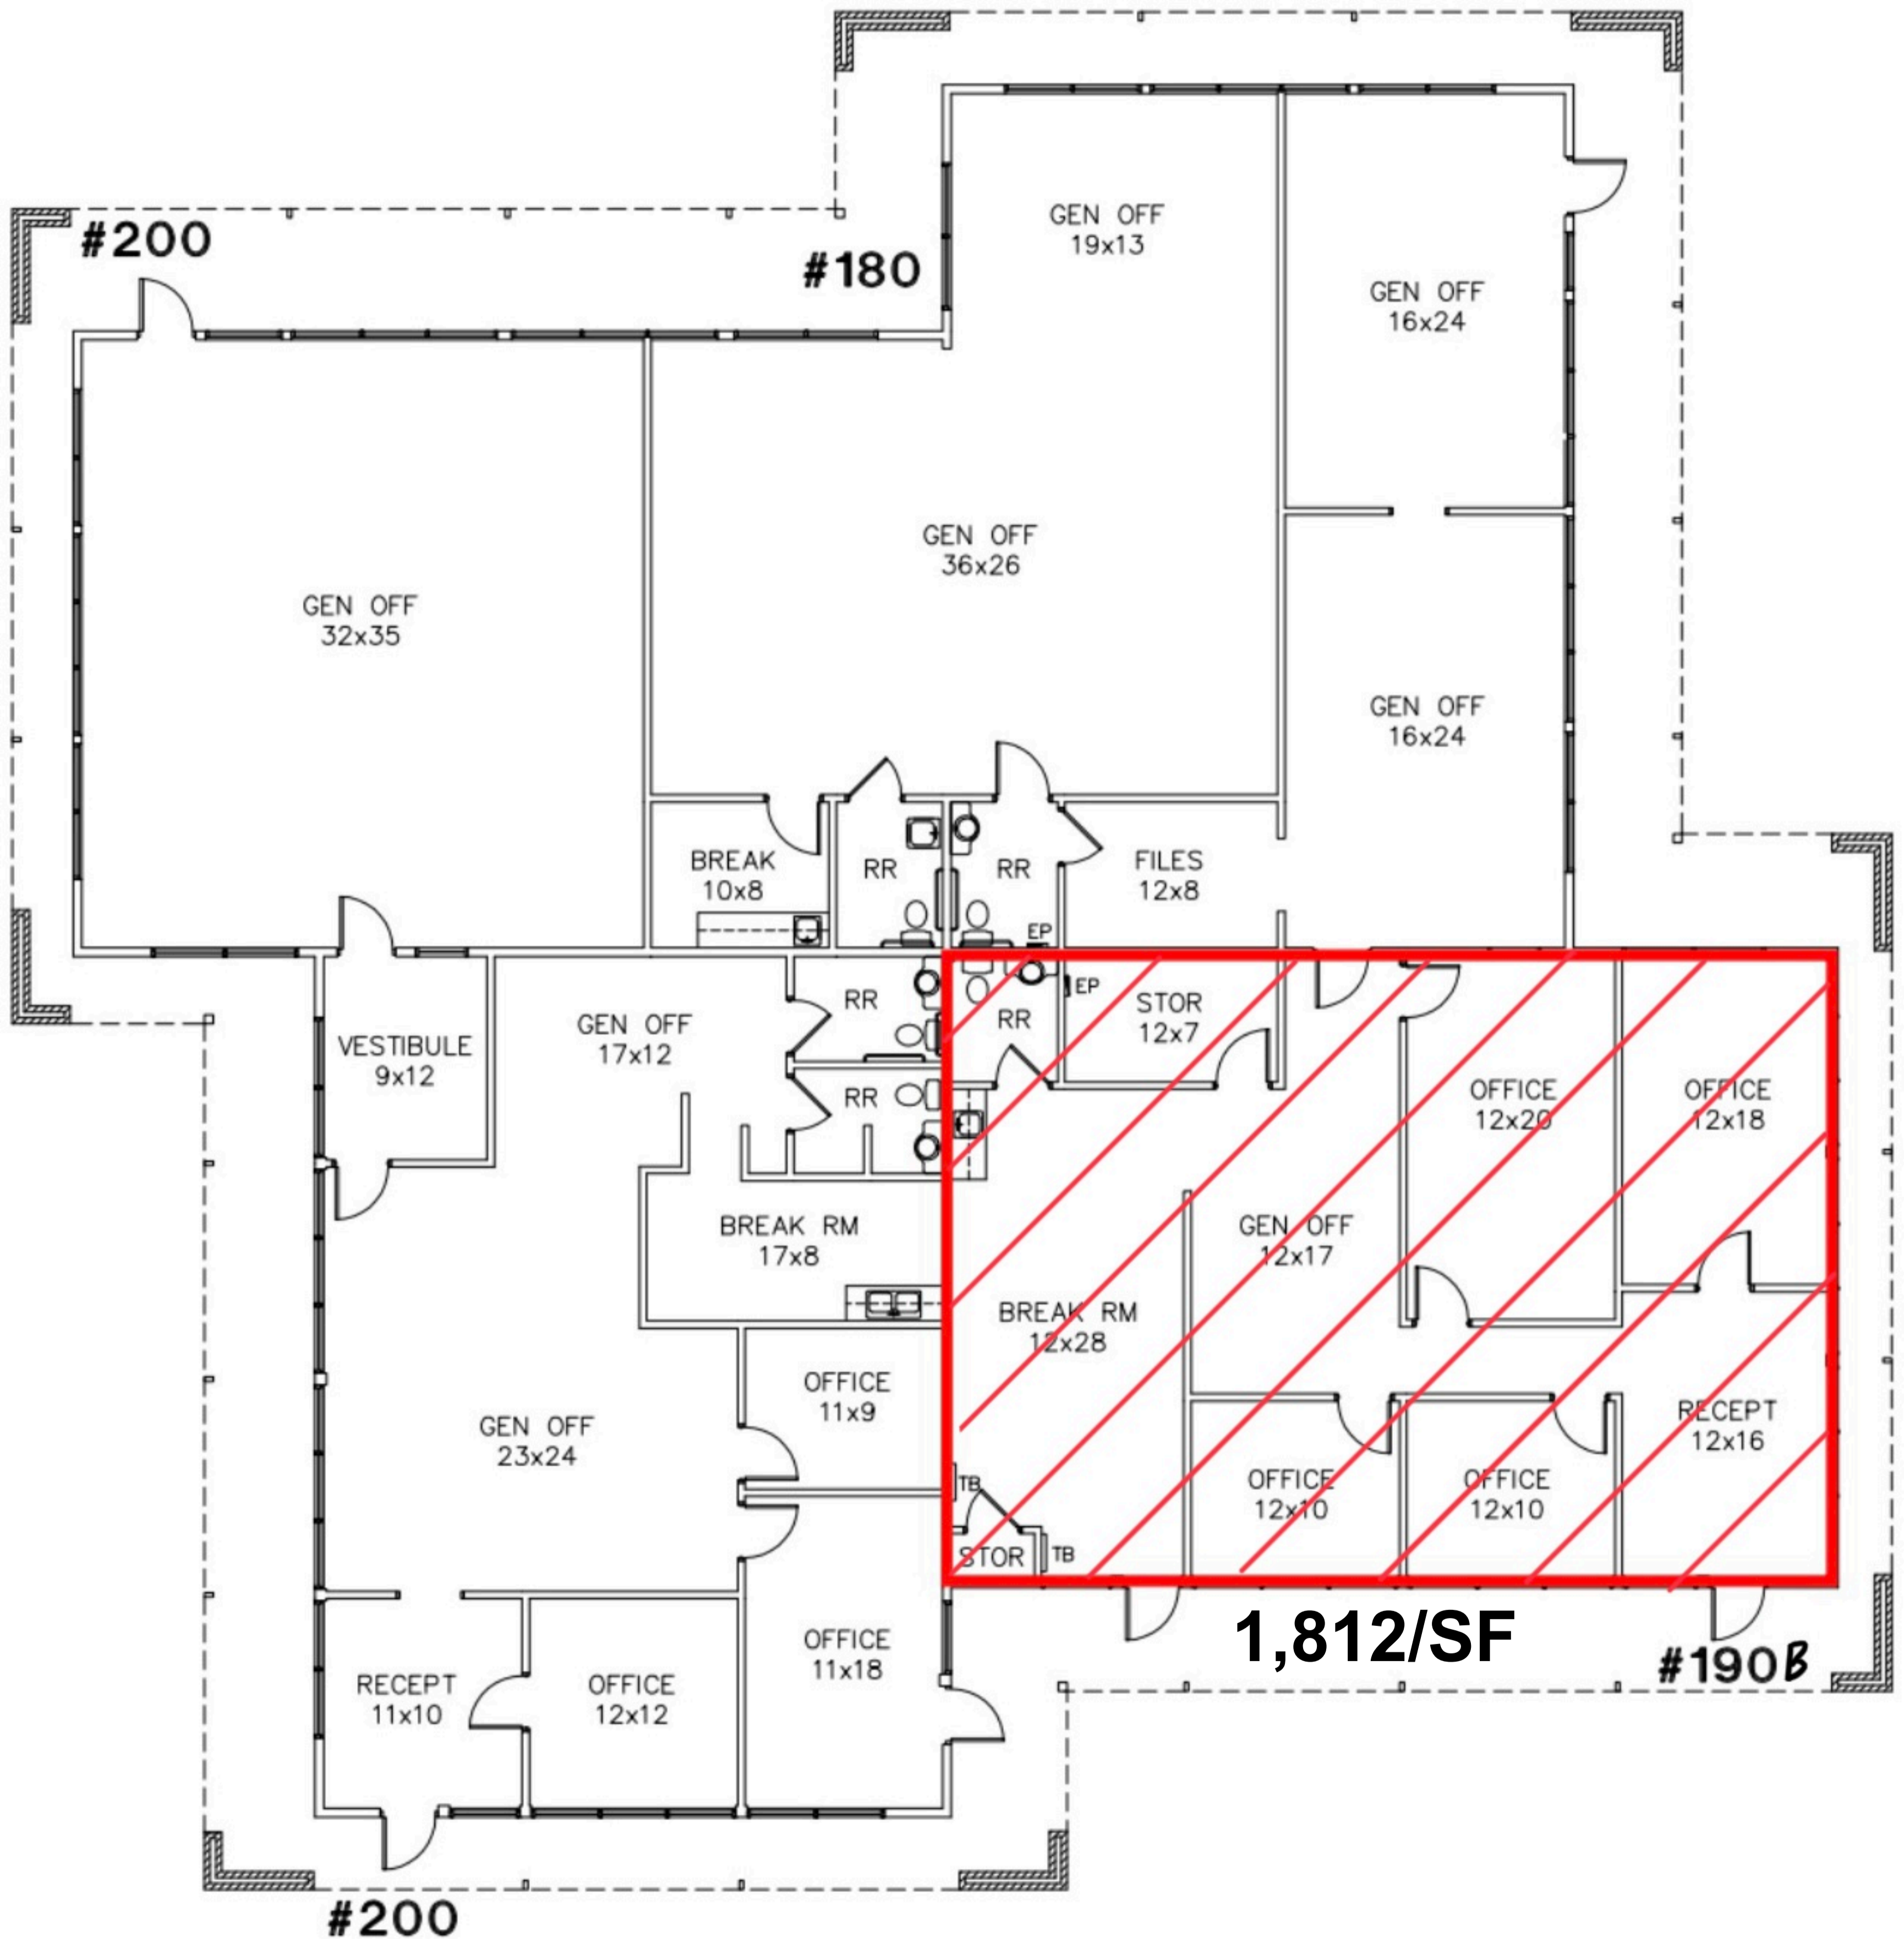 #200
#180
GEN OFF
19x13
GEN OFF
16x24
GEN OFF
36x26
GEN OFF
32x35
GEN OFF
16x24
BREAK
10x8
RR
RR
EP
FILES
12x8
VESTIBULE
9x12
GEN OFF
17x12
RR
RR
RR
EP
STOR
12x7
OFFICE
12x20
OFFICE
12x18
BREAK RM
17x8
GEN OFF
12x17
BREAK RM
12x28
OFFICE
11x9
GEN OFF
23x24
RECEPT
12x16
TB
OFFICE
12x10
OFFICE
12x10
STOR
TB
1,812/SF
#190B
OFFICE
11x18
RECEPT
11x10
OFFICE
12x12
#200